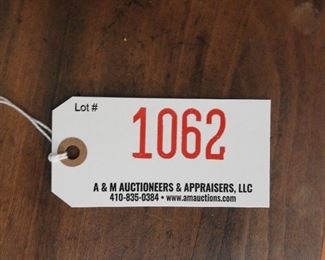 Lot #
1062
A & M AUCTIONEERS & APPRAISERS, LLC
410-835-0384 • www.amauctions.com